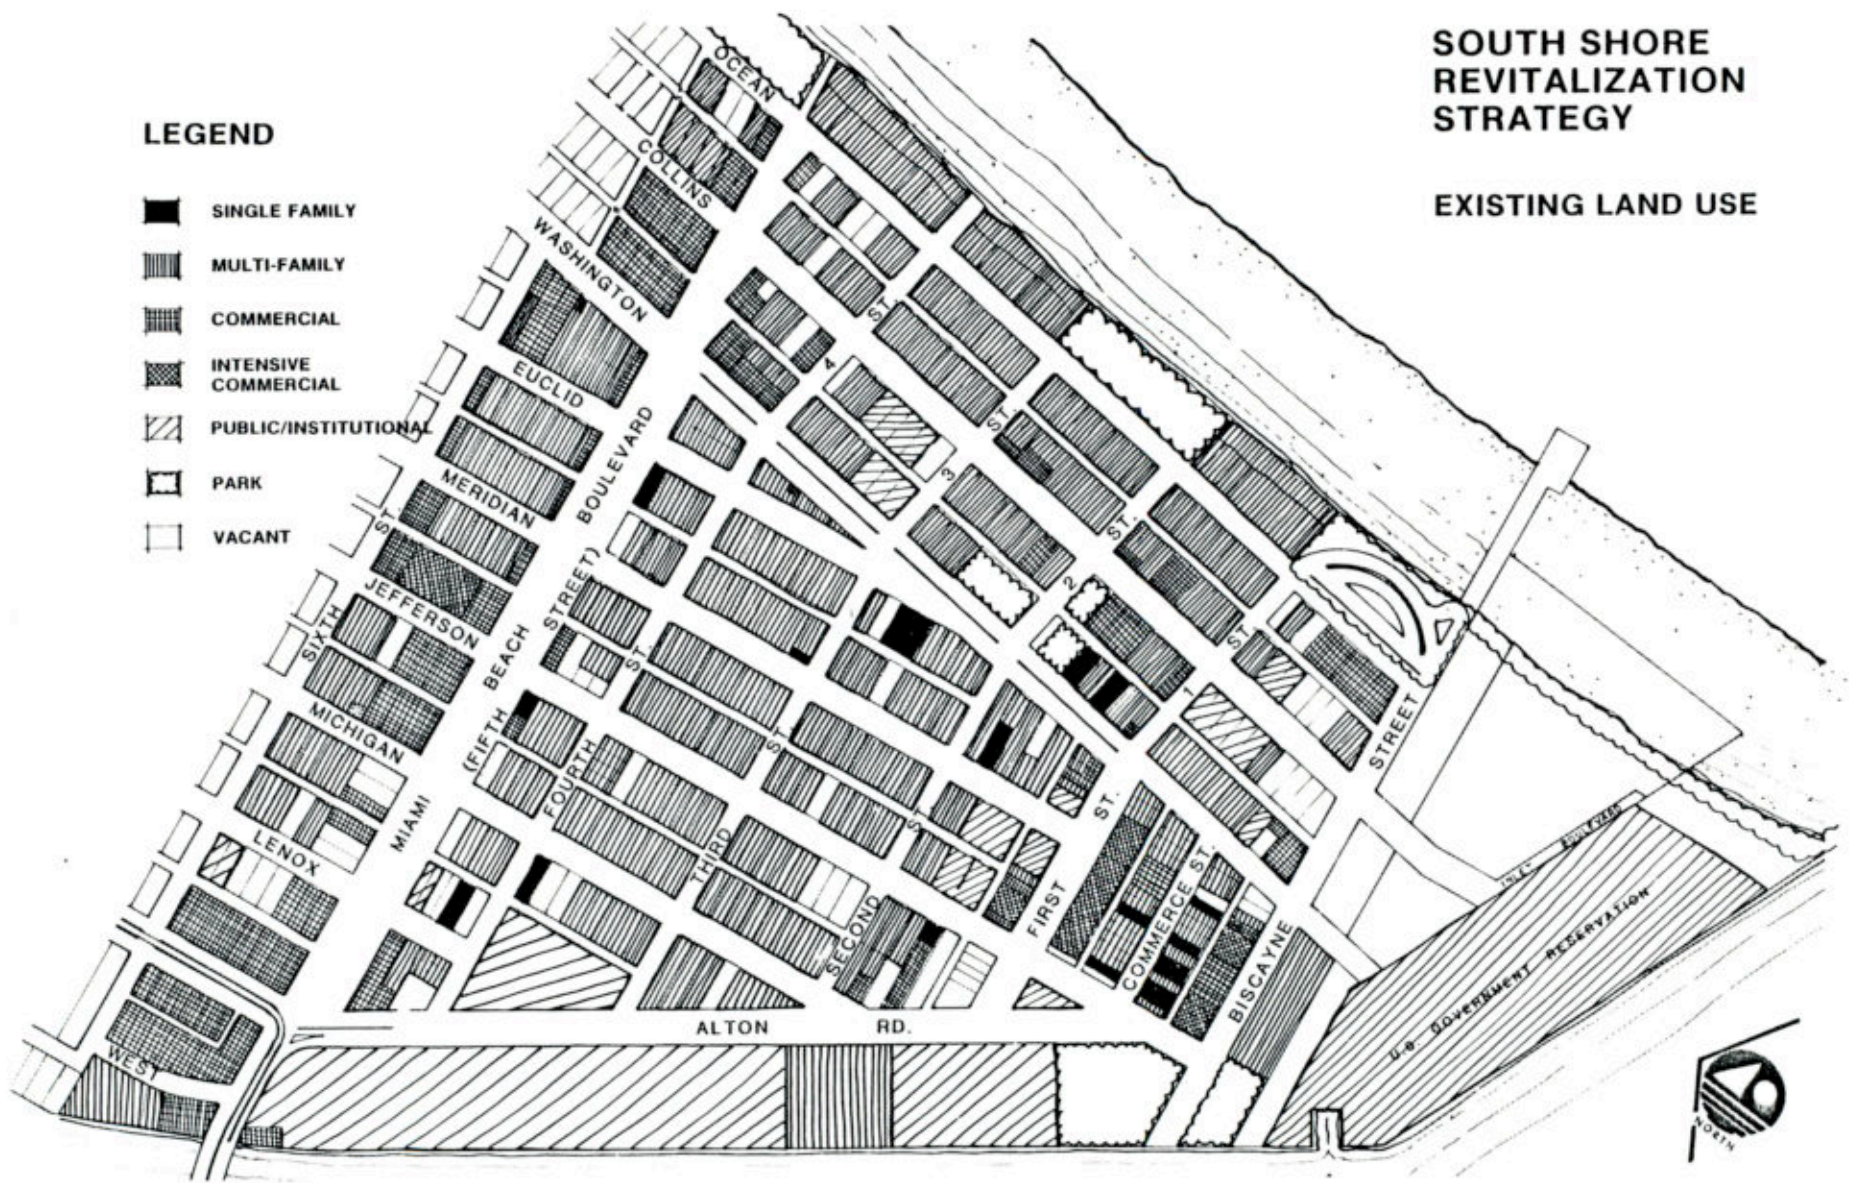 SOUTH SHORE
REVITALIZATION
STRATEGY
EXISTING LAND USE
LEGEND
SINGLE FAMILY
MULTI-FAMILY
COMMERCIAL
INTENSIVE
COMMERCIAL
PUBLIC/INSTITUTIONAL
PARK
VACANT
OCEAN
COLLINS
WASHINGTON
EUCLID
MERIDIAN
JEFFERSON
MICHIGAN
LENOX
WEST
SIXTH
ST.
MIAMI
BEACH
BOULEVARD
(FIFTH
STREET)
FOURTH
ST.
THIRD
ST.
SECOND
ST.
FIRST
ST.
COMMERCE ST.
BISCAYNE
STREET
4
ST.
3
ST.
2
ST.
1
ST.
ALTON
RD.
INLET BOULEVARD
U.S. GOVERNMENT RESERVATION
NORTH